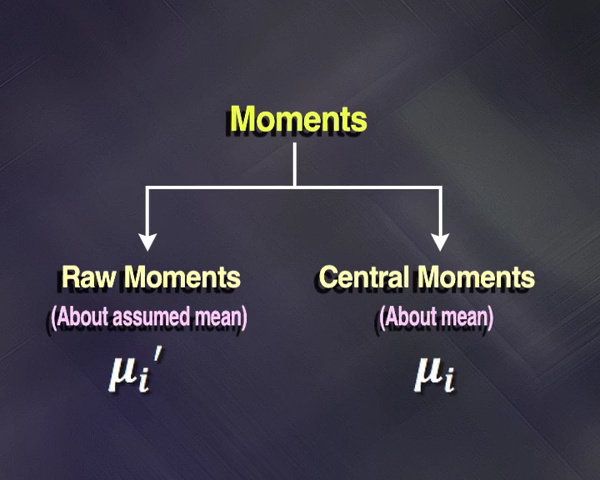 Moments
Raw Moments
(About assumed mean)
μᵢ′
Central Moments
(About mean)
μᵢ